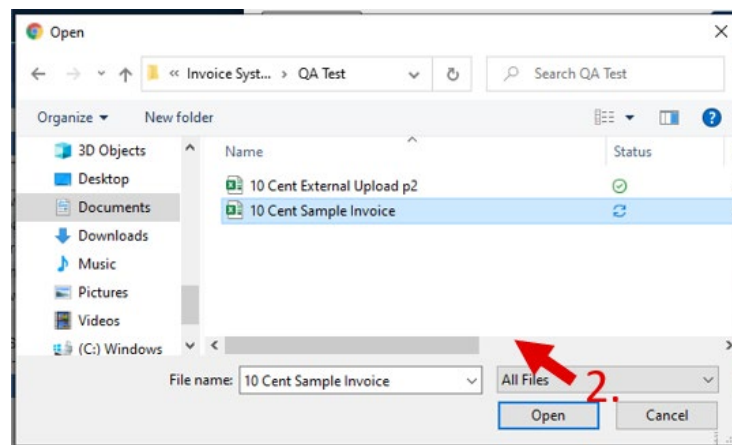 Open
« Invoice Syst... › QA Test
Search QA Test
Organize
New folder
3D Objects
Desktop
Documents
Downloads
Music
Pictures
Videos
(C:) Windows
Name
Status
10 Cent External Upload p2
10 Cent Sample Invoice
File name: 10 Cent Sample Invoice
All Files
2.
Open
Cancel